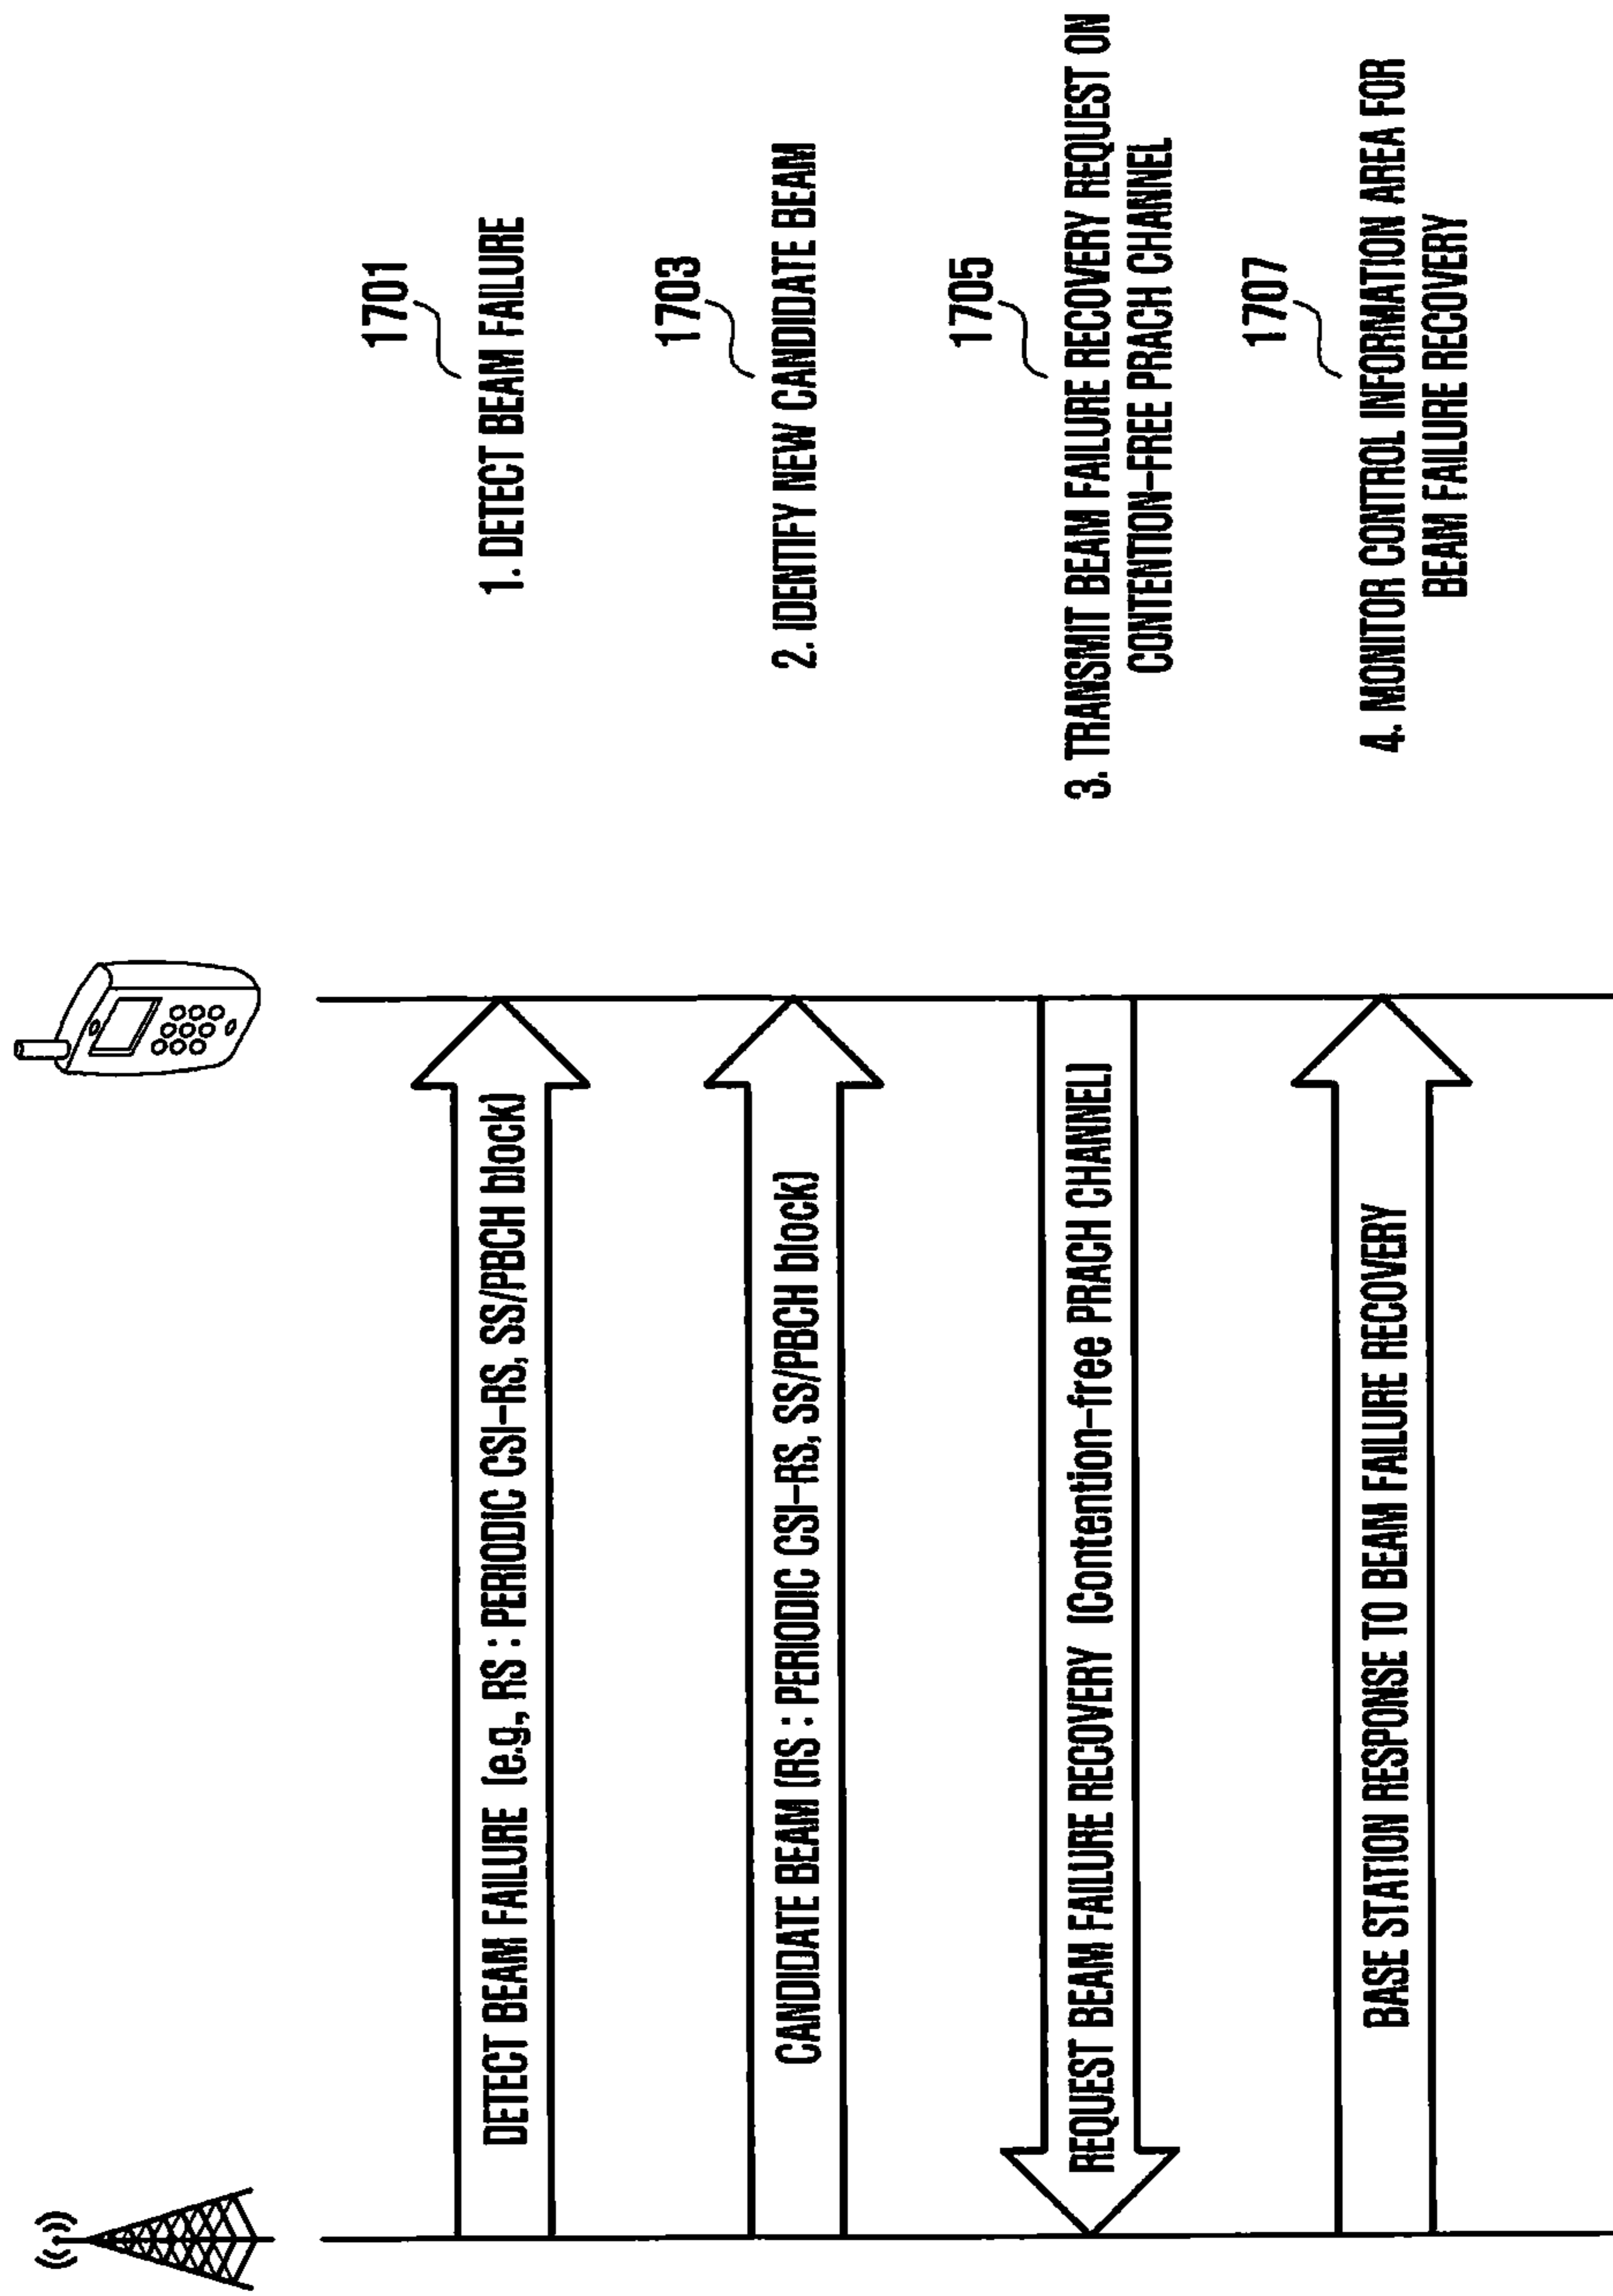 1701
DETECT BEAM FAILURE (e.g., RS : PERIODIC CSI-RS, SS/PBCH block)
1. DETECT BEAM FAILURE
1703
CANDIDATE BEAM (RS : PERIODIC CSI-RS, SS/PBCH block)
2. IDENTIFY NEW CANDIDATE BEAM
1705
REQUEST BEAM FAILURE RECOVERY (Contention-free PRACH CHANNEL)
3. TRANSMIT BEAM FAILURE RECOVERY REQUEST ON
CONTENTION-FREE PRACH CHANNEL
1707
BASE STATION RESPONSE TO BEAM FAILURE RECOVERY
4. MONITOR CONTROL INFORMATION AREA FOR
BEAM FAILURE RECOVERY